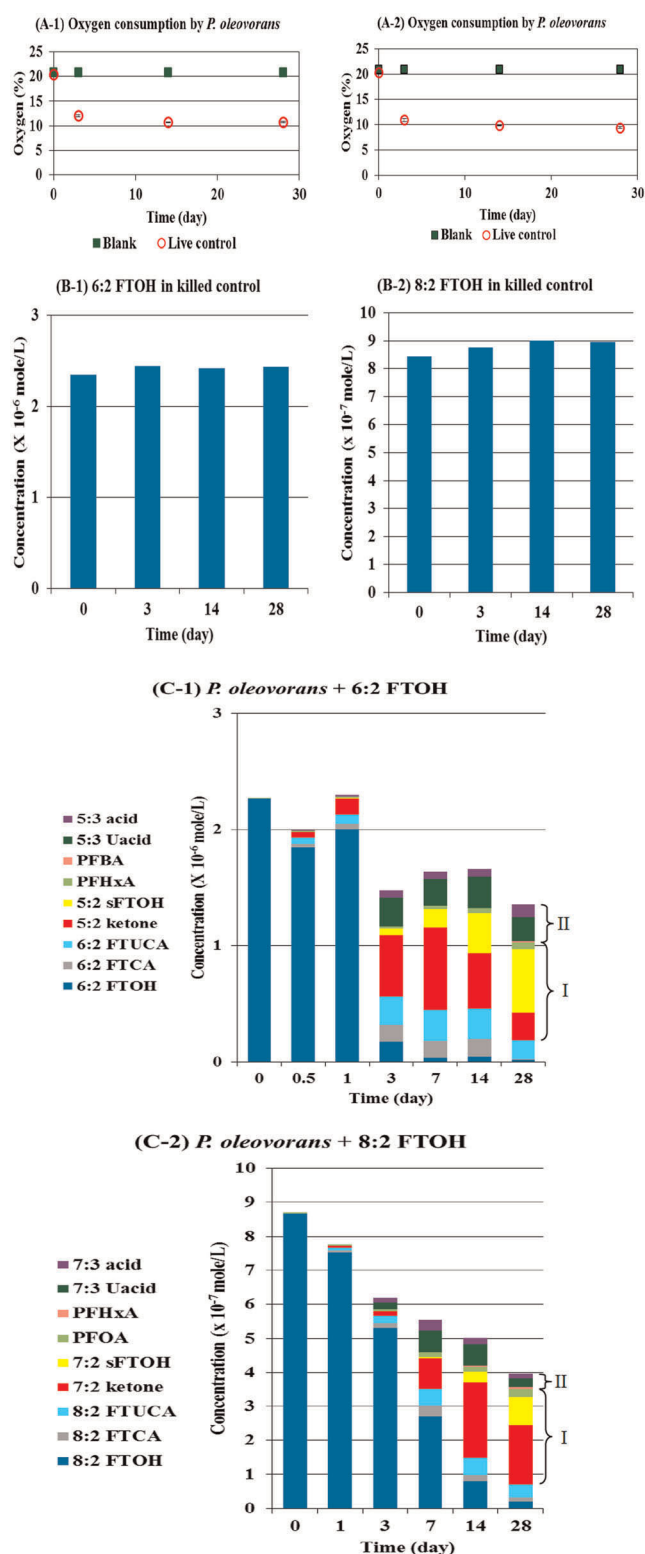 (A-1) Oxygen consumption by P. oleovorans
25
20
15
10
5
0
Oxygen (%)
0 10 20 30
Time (day)
Blank Live control
(A-2) Oxygen consumption by P. oleovorans
25
20
15
10
5
0
Oxygen (%)
0 10 20 30
Time (day)
Blank Live control
(B-1) 6:2 FTOH in killed control
3
2
1
0
Concentration (X 10⁻⁶ mole/L)
0 3 14 28
Time (day)
(B-2) 8:2 FTOH in killed control
10
9
8
7
6
5
4
3
2
1
0
Concentration (x 10⁻⁷ mole/L)
0 3 14 28
Time (day)
(C-1) P. oleovorans + 6:2 FTOH
5:3 acid
5:3 Uacid
PFBA
PFHxA
5:2 sFTOH
5:2 ketone
6:2 FTUCA
6:2 FTCA
6:2 FTOH
3
2
1
0
Concentration (X 10⁻⁶ mole/L)
II
I
0 0.5 1 3 7 14 28
Time (day)
(C-2) P. oleovorans + 8:2 FTOH
7:3 acid
7:3 Uacid
PFHxA
PFOA
7:2 sFTOH
7:2 ketone
8:2 FTUCA
8:2 FTCA
8:2 FTOH
10
9
8
7
6
5
4
3
2
1
0
Concentration (x 10⁻⁷ mole/L)
II
I
0 1 3 7 14 28
Time (day)